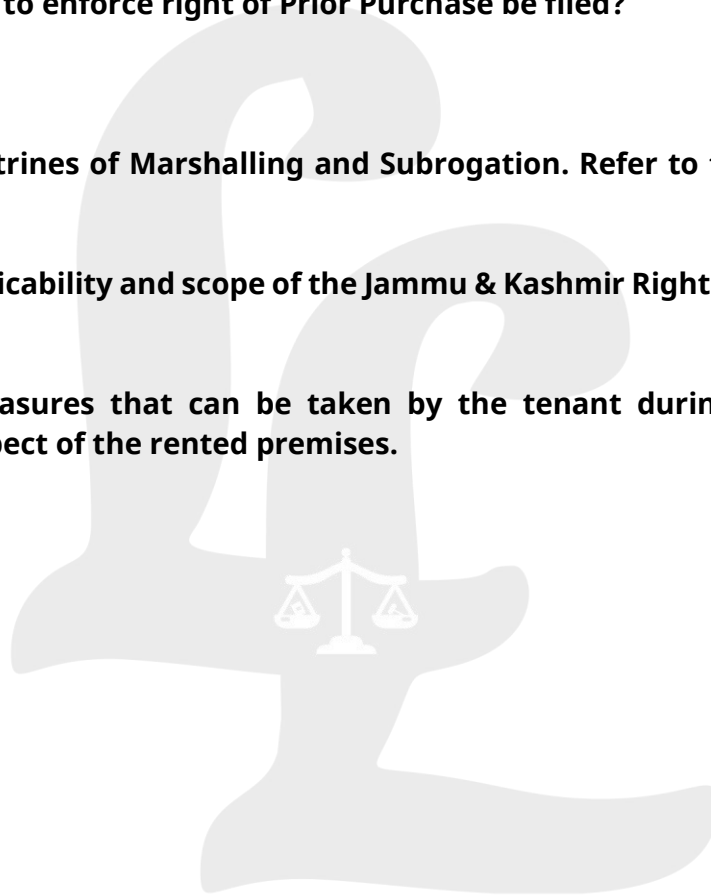 to enforce right of Prior Purchase be filed?
trines of Marshalling and Subrogation. Refer to
icability and scope of the Jammu & Kashmir Right
asures that can be taken by the tenant durin
pect of the rented premises.